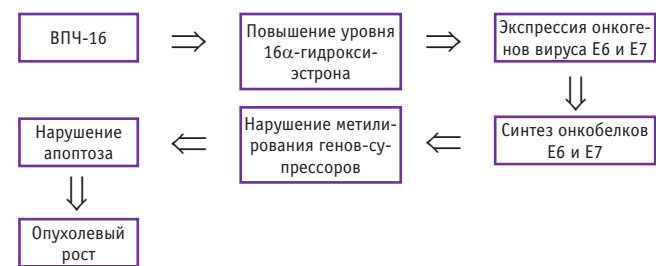 ВПЧ-16
Повышение уровня
16α-гидрокси-
эстрона
Экспрессия онкоге-
нов вируса Е6 и Е7
Синтез онкобелков
Е6 и Е7
Нарушение метили-
рования генов-су-
прессоров
Нарушение
апоптоза
Опухолевый
рост